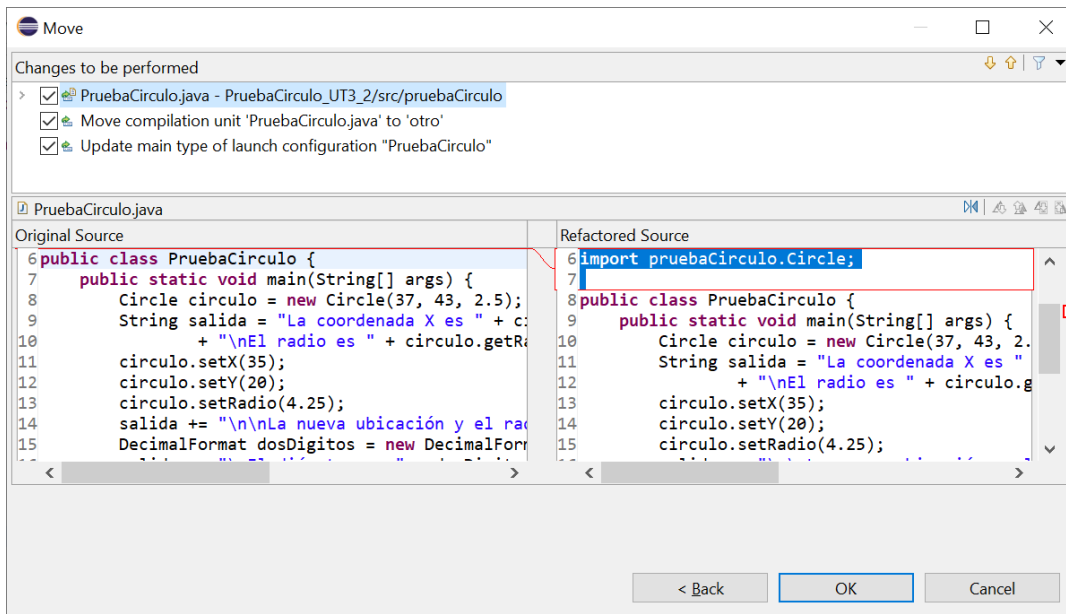 Move
Changes to be performed
PruebaCirculo.java - PruebaCirculo_UT3_2/src/pruebaCirculo
Move compilation unit 'PruebaCirculo.java' to 'otro'
Update main type of launch configuration "PruebaCirculo"
PruebaCirculo.java
Original Source
6 public class PruebaCirculo {
7 public static void main(String[] args) {
8 Circle circulo = new Circle(37, 43, 2.5);
9 String salida = "La coordenada X es " + ci
10 + "\nEl radio es " + circulo.getRa
11 circulo.setX(35);
12 circulo.setY(20);
13 circulo.setRadio(4.25);
14 salida += "\n\nLa nueva ubicación y el rad
15 DecimalFormat dosDigitos = new DecimalForm
Refactored Source
6 import pruebaCirculo.Circle;
7
8 public class PruebaCirculo {
9 public static void main(String[] args) {
10 Circle circulo = new Circle(37, 43, 2.
11 String salida = "La coordenada X es "
12 + "\nEl radio es " + circulo.g
13 circulo.setX(35);
14 circulo.setY(20);
15 circulo.setRadio(4.25);
< Back
OK
Cancel